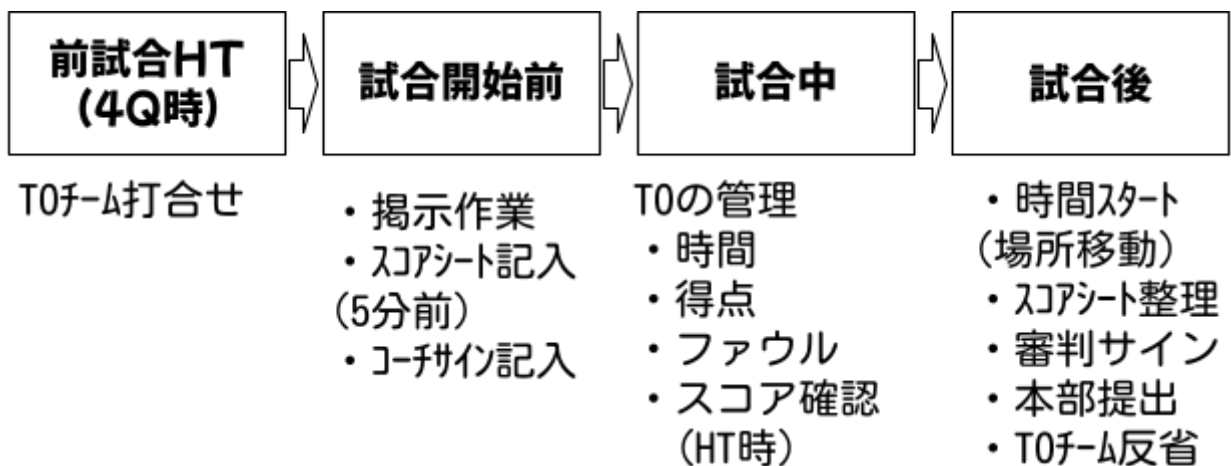 前試合HT
(4Q時)
試合開始前
試合中
試合後
TOﾁｰﾑ打合せ
・掲示作業
・ｽｺｱｼｰﾄ記入
(5分前)
・ｺｰﾁｻｲﾝ記入
TOの管理
・時間
・得点
・ファウル
・スコア確認
(HT時)
・時間ｽﾀｰﾄ
(場所移動)
・ｽｺｱｼｰﾄ整理
・審判サイン
・本部提出
・TOﾁｰﾑ反省